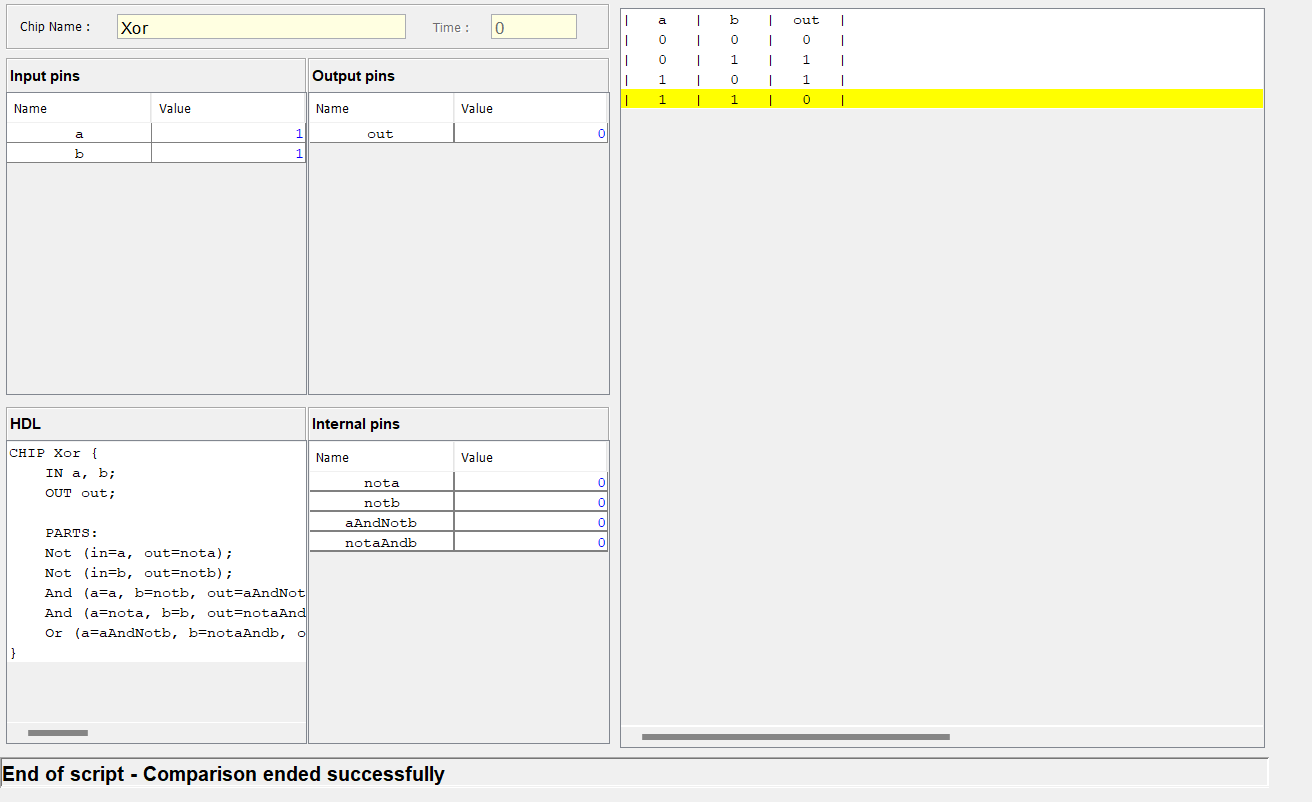 Chip Name : Xor Time : 0
Input pins
Name Value
a 1
b 1
Output pins
Name Value
out 0
HDL
CHIP Xor {
    IN a, b;
    OUT out;

    PARTS:
    Not (in=a, out=nota);
    Not (in=b, out=notb);
    And (a=a, b=notb, out=aAndNot
    And (a=nota, b=b, out=notaAnd
    Or (a=aAndNotb, b=notaAndb, o
}
Internal pins
Name Value
nota 0
notb 0
aAndNotb 0
notaAndb 0
| a | b | out |
| 0 | 0 | 0 |
| 0 | 1 | 1 |
| 1 | 0 | 1 |
| 1 | 1 | 0 |
End of script - Comparison ended successfully